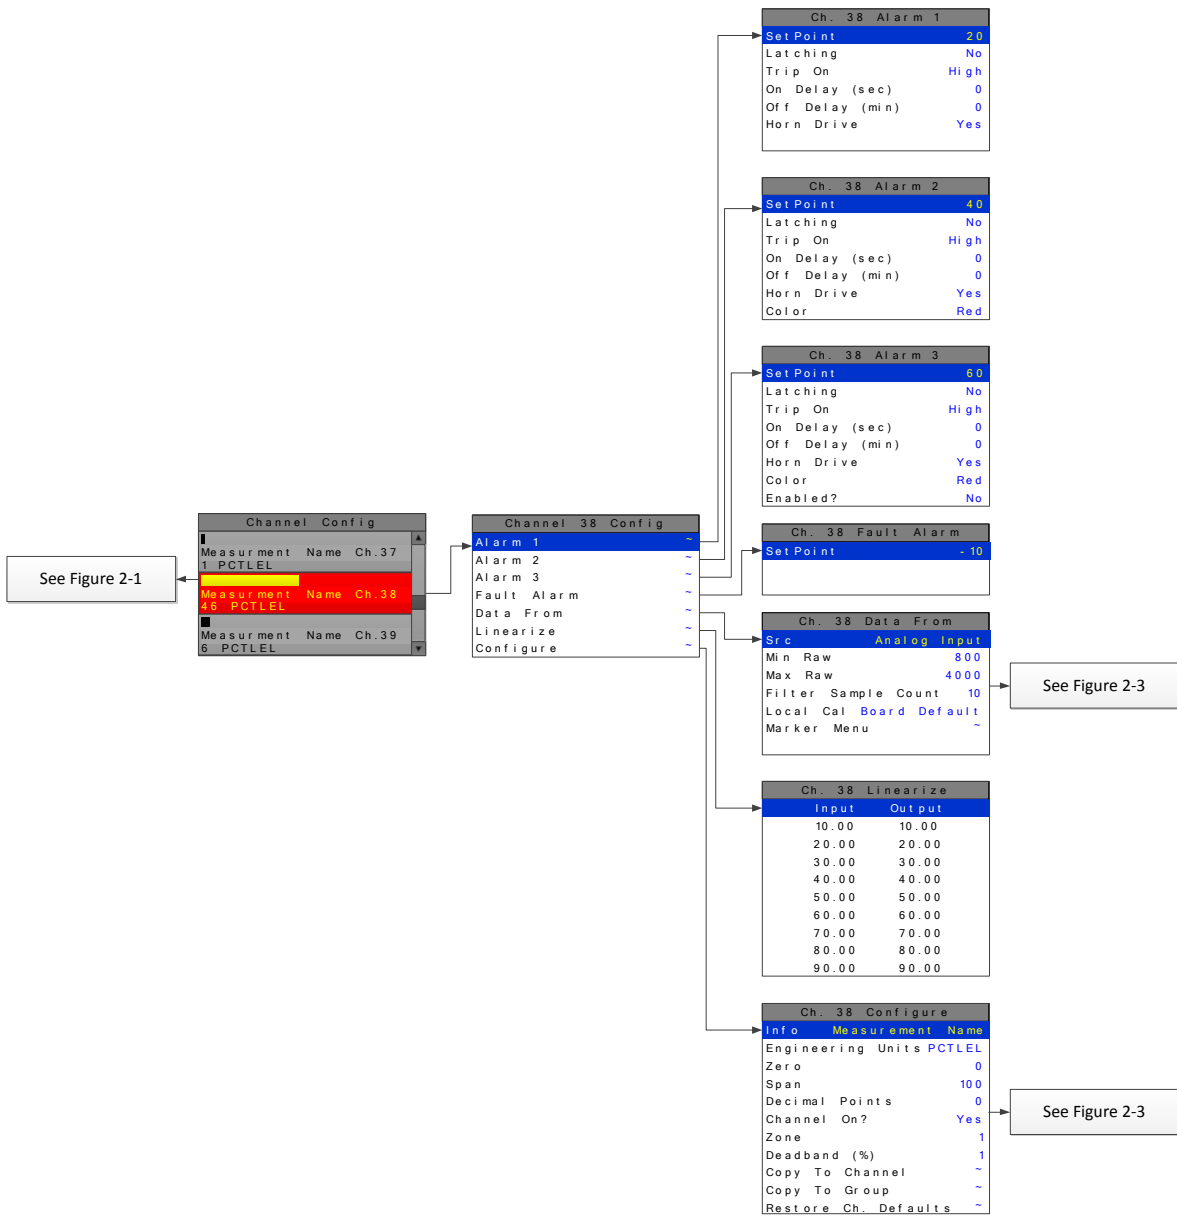 See Figure 2-1
Channel Config
Measurment Name Ch.37
1 PCTLEL
Measurment Name Ch.38
46 PCTLEL
Measurment Name Ch.39
6 PCTLEL
Channel 38 Config
Alarm 1 ~
Alarm 2 ~
Alarm 3 ~
Fault Alarm ~
Data From ~
Linearize ~
Configure ~
Ch. 38 Alarm 1
SetPoint 20
Latching No
Trip On High
On Delay (sec) 0
Off Delay (min) 0
Horn Drive Yes
Ch. 38 Alarm 2
SetPoint 40
Latching No
Trip On High
On Delay (sec) 0
Off Delay (min) 0
Horn Drive Yes
Color Red
Ch. 38 Alarm 3
SetPoint 60
Latching No
Trip On High
On Delay (sec) 0
Off Delay (min) 0
Horn Drive Yes
Color Red
Enabled? No
Ch. 38 Fault Alarm
SetPoint -10
Ch. 38 Data From
Src Analog Input
Min Raw 800
Max Raw 4000
Filter Sample Count 10
Local Cal Board Default
Marker Menu ~
See Figure 2-3
Ch. 38 Linearize
Input Output
10.00 10.00
20.00 20.00
30.00 30.00
40.00 40.00
50.00 50.00
60.00 60.00
70.00 70.00
80.00 80.00
90.00 90.00
Ch. 38 Configure
Info Measurement Name
Engineering Units PCTLEL
Zero 0
Span 100
Decimal Points 0
Channel On? Yes
Zone 1
Deadband (%) 1
Copy To Channel ~
Copy To Group ~
Restore Ch. Defaults ~
See Figure 2-3